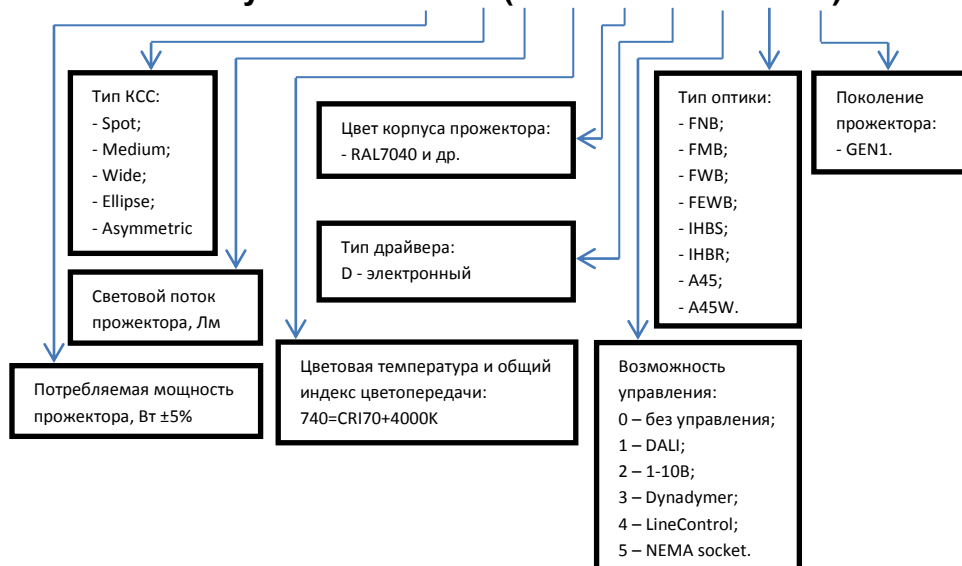 Тип КСС:
- Spot;
- Medium;
- Wide;
- Ellipse;
- Asymmetric
Цвет корпуса прожектора:
- RAL7040 и др.
Тип оптики:
- FNB;
- FMB;
- FWB;
- FEWB;
- IHBS;
- IHBR;
- A45;
- A45W.
Поколение
прожектора:
- GEN1.
Тип драйвера:
D - электронный
Световой поток
прожектора, Лм
Потребляемая мощность
прожектора, Вт ±5%
Цветовая температура и общий
индекс цветопередачи:
740=CRI70+4000K
Возможность
управления:
0 – без управления;
1 – DALI;
2 – 1-10В;
3 – Dynadymer;
4 – LineControl;
5 – NEMA socket.